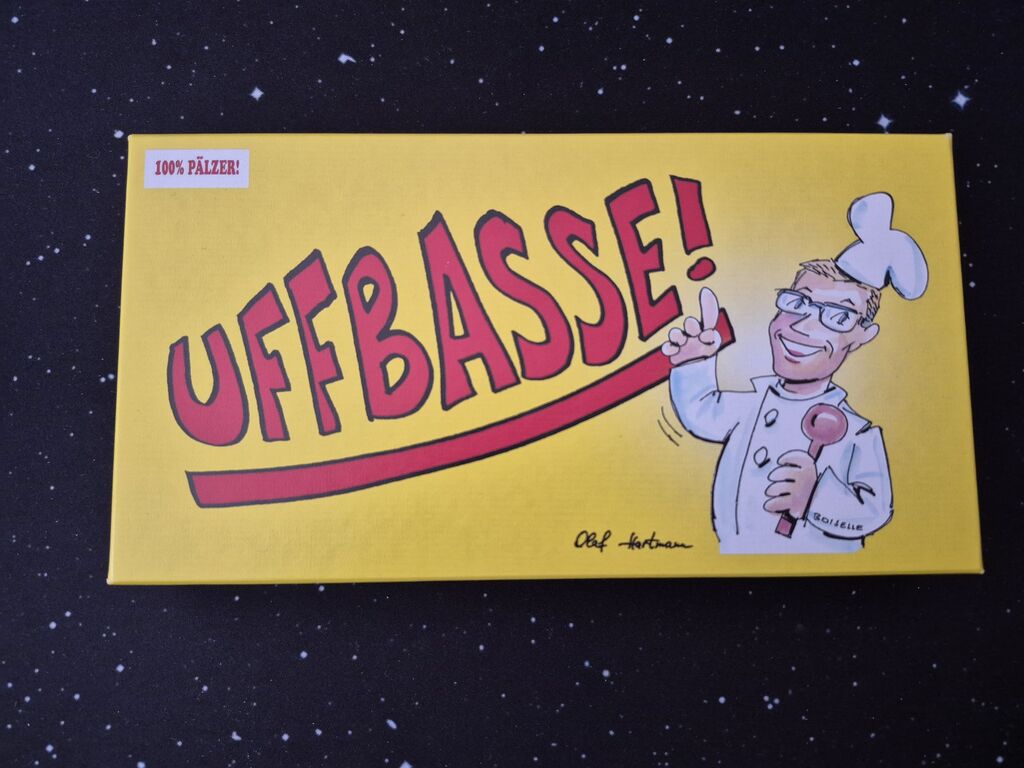 100% PÄLZER!
UFFBASSE!
BOISELLE
Olaf Hartmann